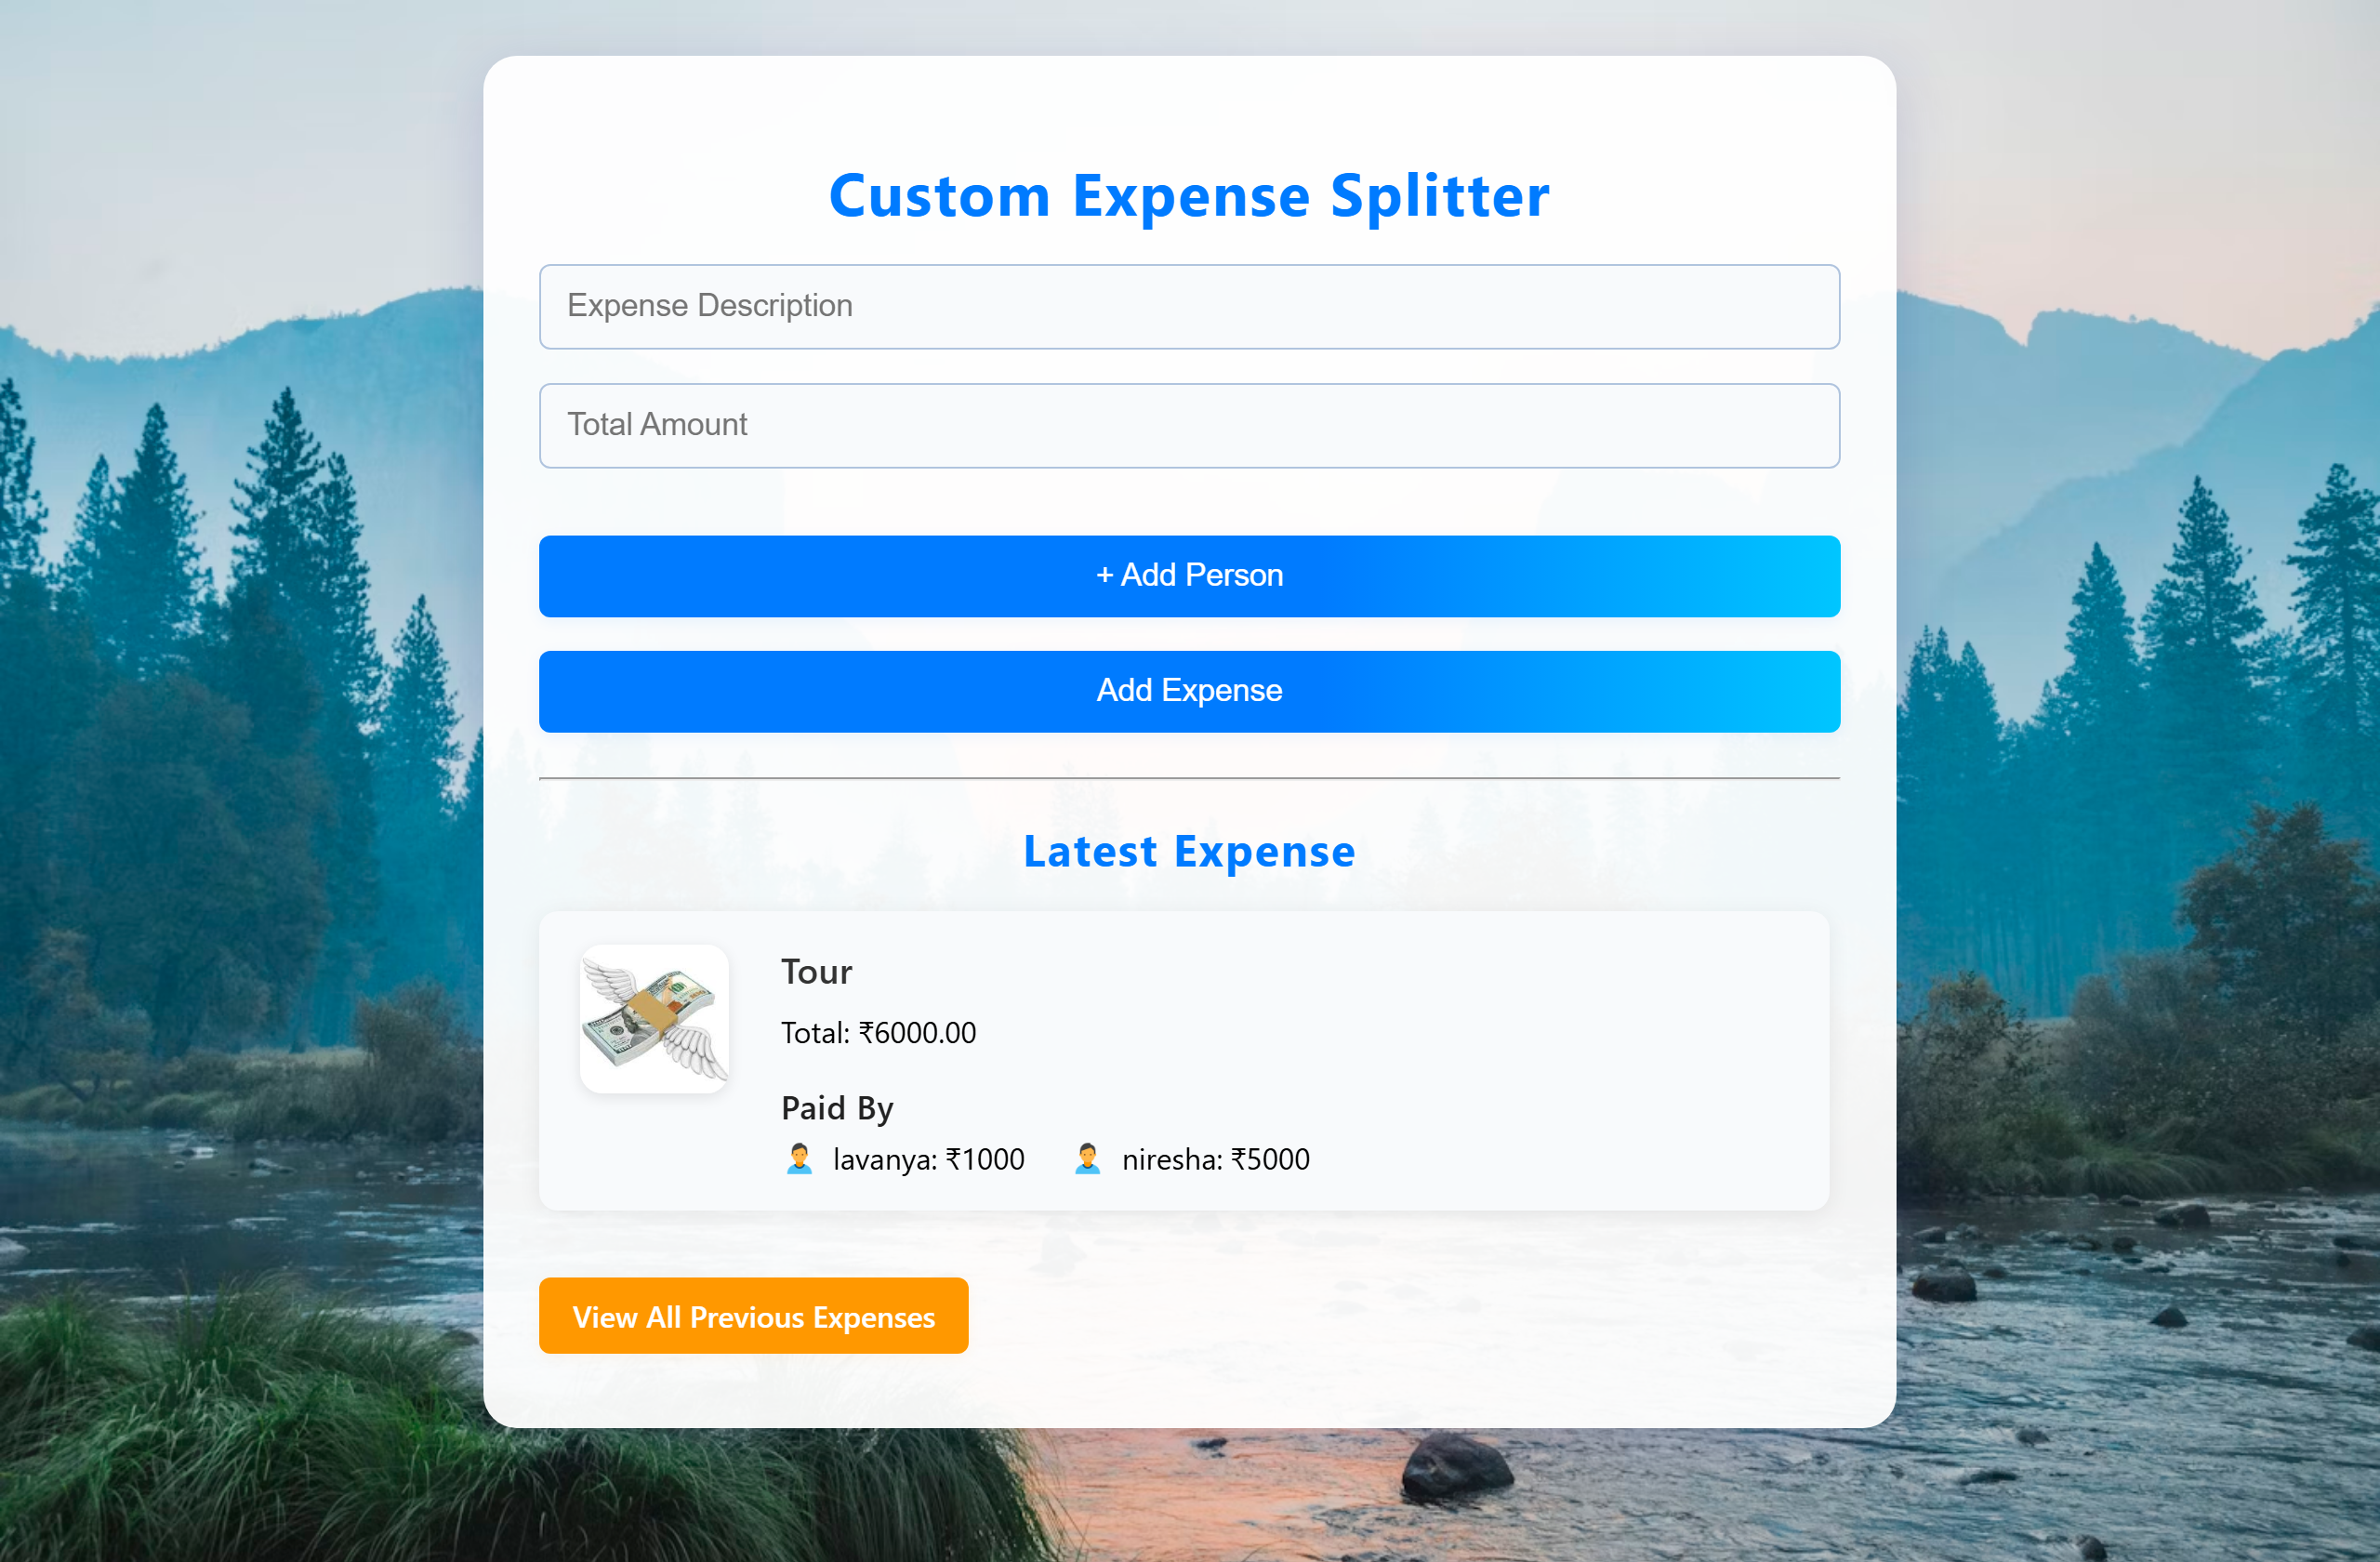 Custom Expense Splitter
Expense Description
Total Amount
+ Add Person
Add Expense
Latest Expense
Tour
Total: ₹6000.00
Paid By
lavanya: ₹1000 niresha: ₹5000
View All Previous Expenses